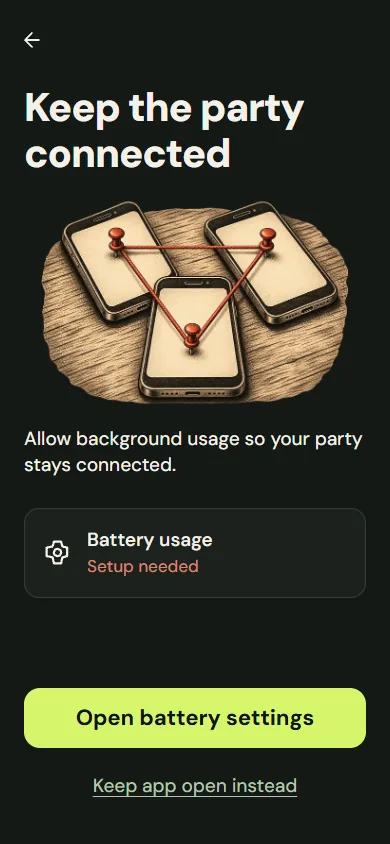 Keep the party
connected
Allow background usage so your party
stays connected.
Battery usage
Setup needed
Open battery settings
Keep app open instead